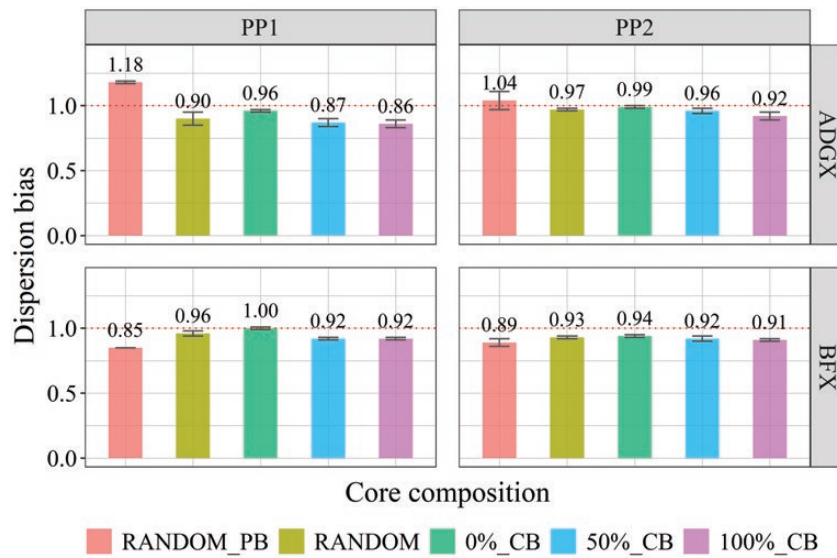 PP1 PP2
1.18 0.90 0.96 0.87 0.86
1.04 0.97 0.99 0.96 0.92
ADGX
1.0
0.5
0.0
Dispersion bias
0.85 0.96 1.00 0.92 0.92
0.89 0.93 0.94 0.92 0.91
BFX
1.0
0.5
0.0
Core composition
RANDOM_PB RANDOM 0%_CB 50%_CB 100%_CB